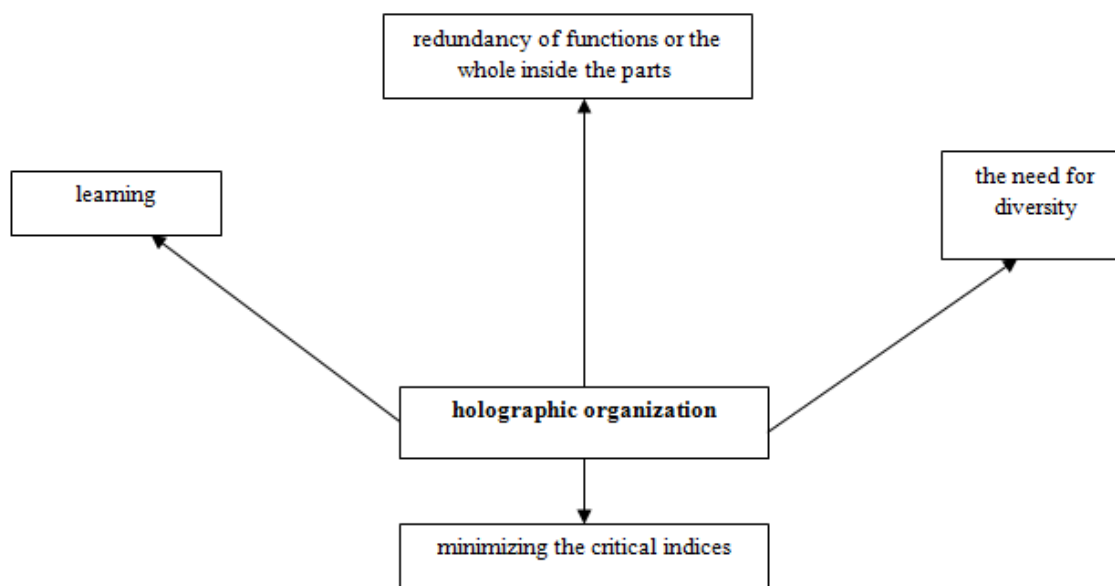 redundancy of functions or the
whole inside the parts
learning
the need for
diversity
holographic organization
minimizing the critical indices